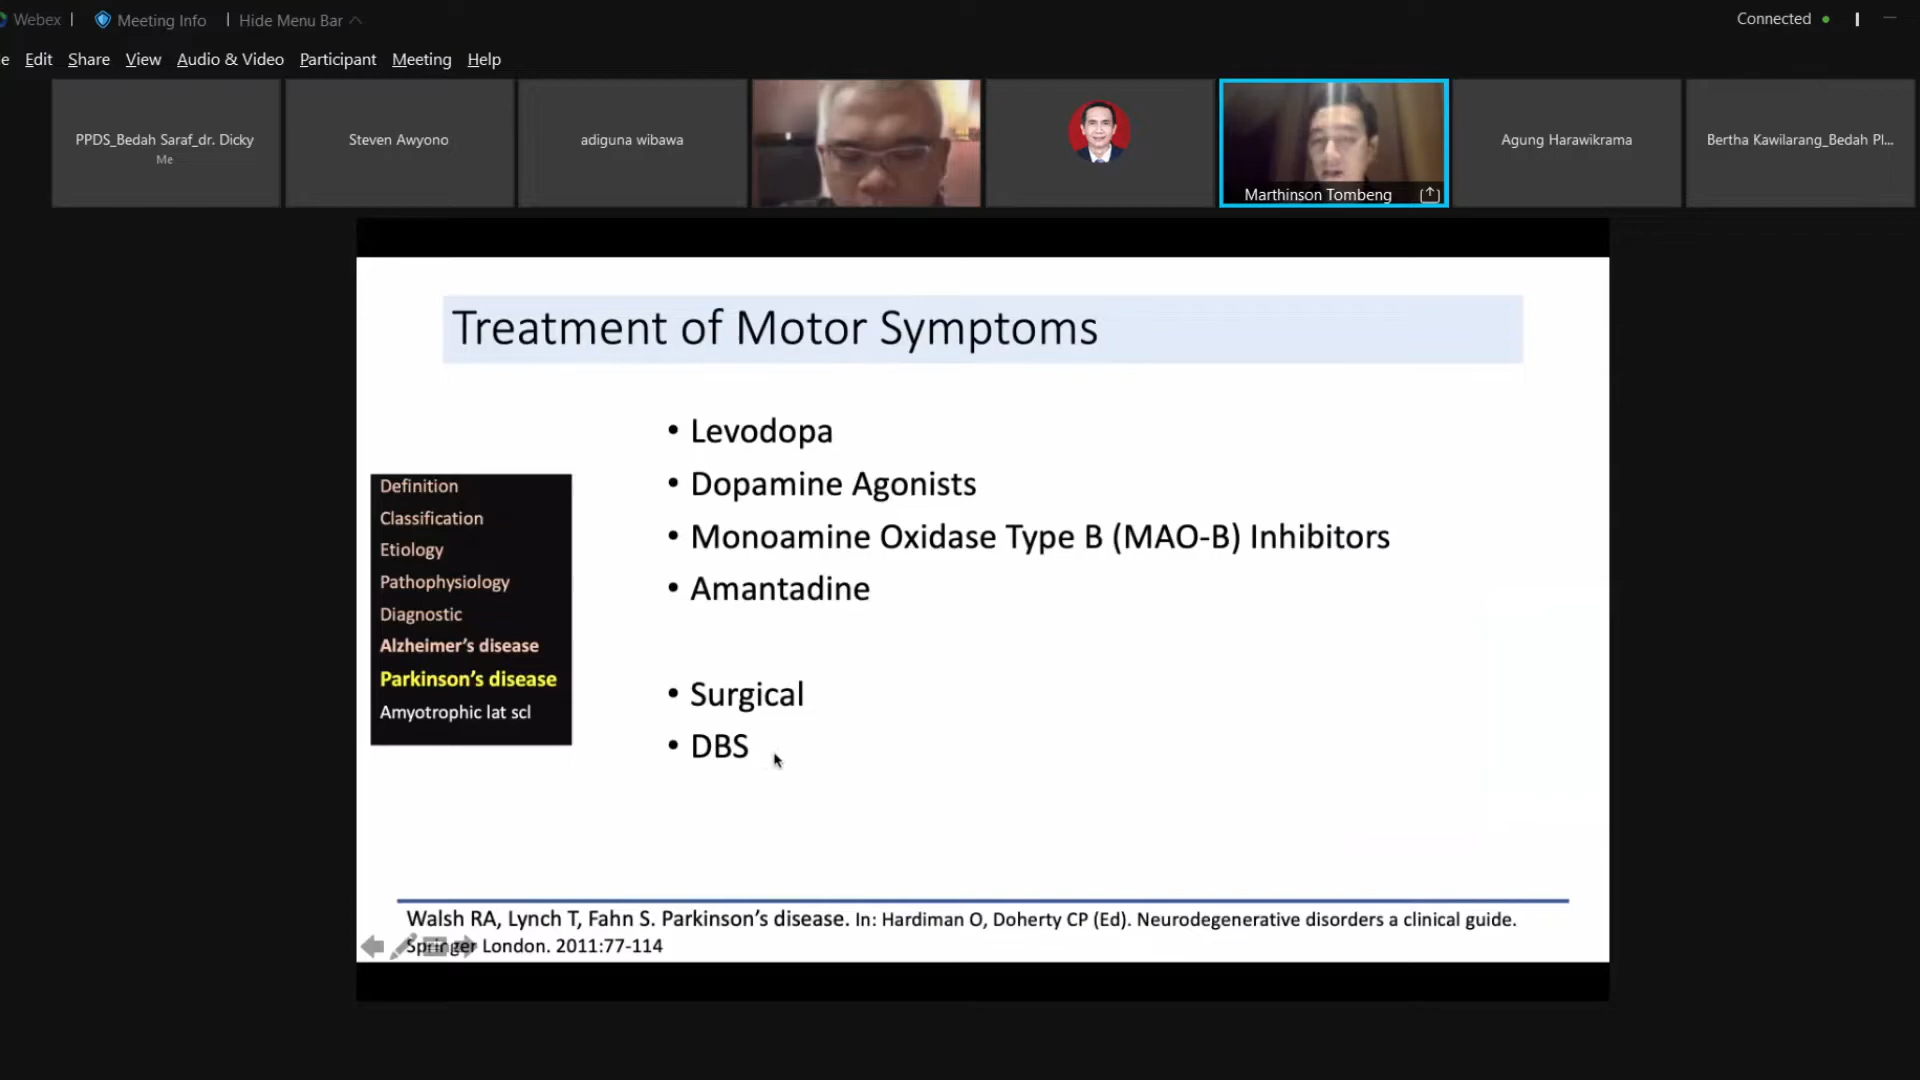 Webex
Meeting Info
Hide Menu Bar
Connected
e Edit Share View Audio & Video Participant Meeting Help
PPDS_Bedah Saraf_dr. Dicky
Me
Steven Awyono
adiguna wibawa
Marthinson Tombeng
Agung Harawikrama
Bertha Kawilarang_Bedah Pl...
Treatment of Motor Symptoms
• Levodopa
• Dopamine Agonists
• Monoamine Oxidase Type B (MAO-B) Inhibitors
• Amantadine
• Surgical
• DBS
Definition
Classification
Etiology
Pathophysiology
Diagnostic
Alzheimer's disease
Parkinson's disease
Amyotrophic lat scl
Walsh RA, Lynch T, Fahn S. Parkinson's disease. In: Hardiman O, Doherty CP (Ed). Neurodegenerative disorders a clinical guide.
Springer London. 2011:77-114